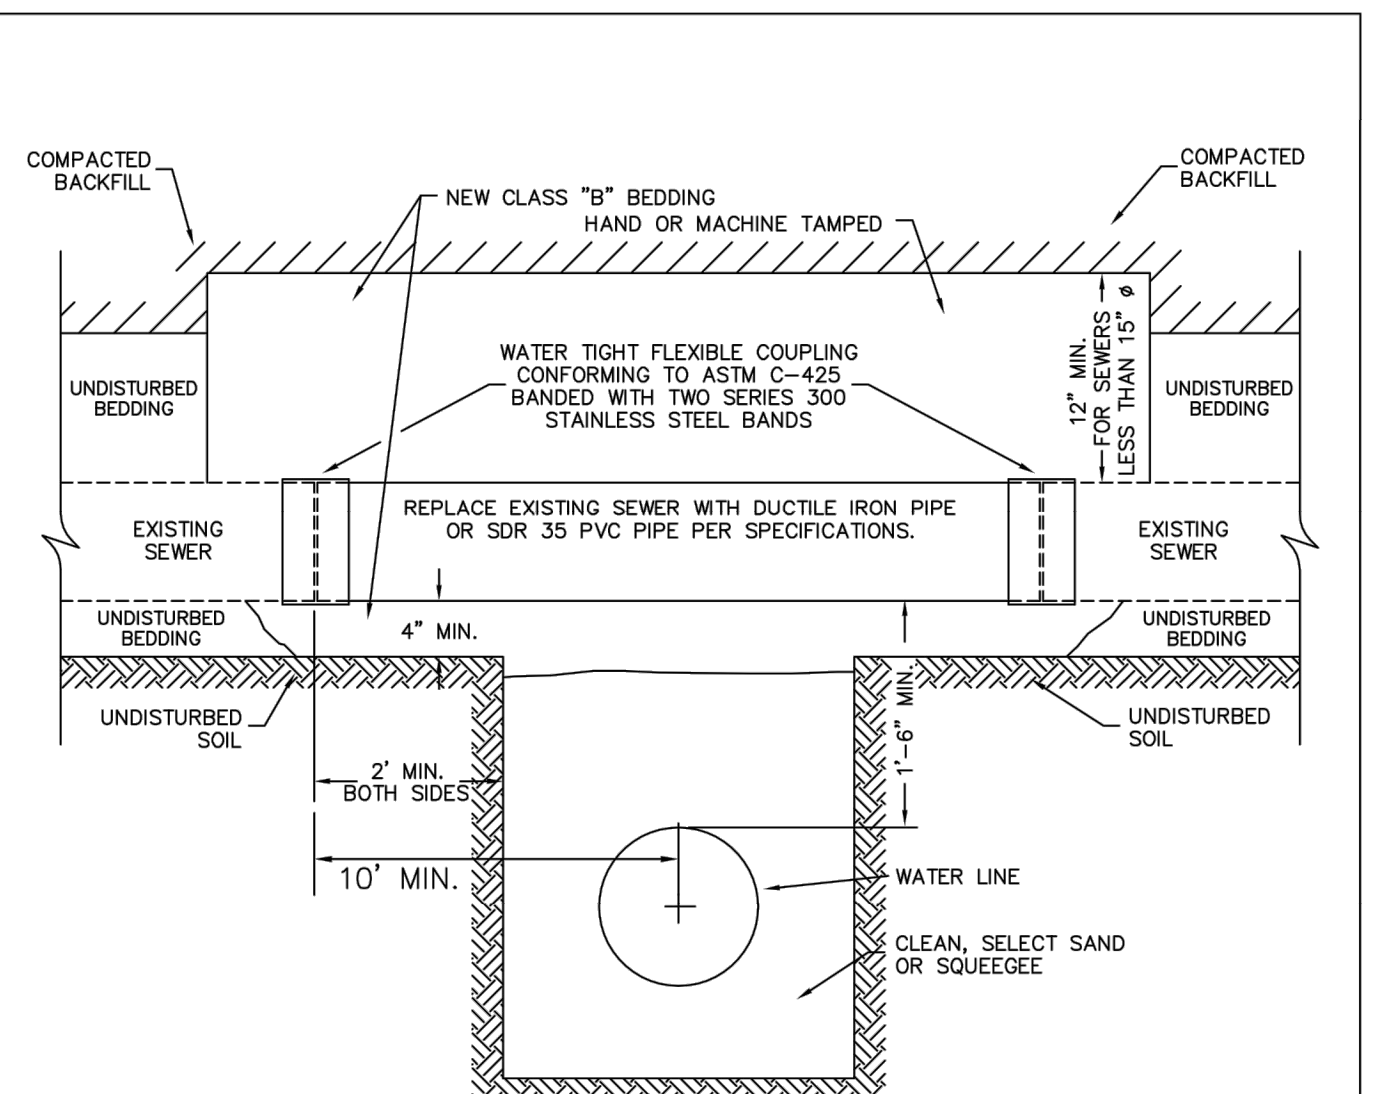 COMPACTED
BACKFILL
COMPACTED
BACKFILL
NEW CLASS "B" BEDDING
HAND OR MACHINE TAMPED
12" MIN.
FOR SEWERS
LESS THAN 15" ø
WATER TIGHT FLEXIBLE COUPLING
CONFORMING TO ASTM C-425
BANDED WITH TWO SERIES 300
STAINLESS STEEL BANDS
UNDISTURBED
BEDDING
UNDISTURBED
BEDDING
REPLACE EXISTING SEWER WITH DUCTILE IRON PIPE
OR SDR 35 PVC PIPE PER SPECIFICATIONS.
EXISTING
SEWER
EXISTING
SEWER
UNDISTURBED
BEDDING
4" MIN.
UNDISTURBED
BEDDING
UNDISTURBED
SOIL
1'-6" MIN.
UNDISTURBED
SOIL
2' MIN.
BOTH SIDES
10' MIN.
WATER LINE
CLEAN, SELECT SAND
OR SQUEEGEE